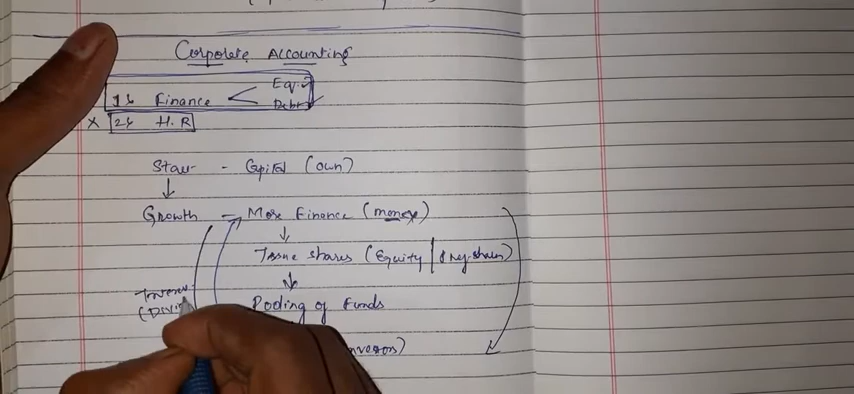 Corporate Accounting
1) Finance < Eq.
Debt
X 2) H.R
Start - Capital (own)
Growth = More Finance (money)
Issue shares (Equity |
Pooling of Funds